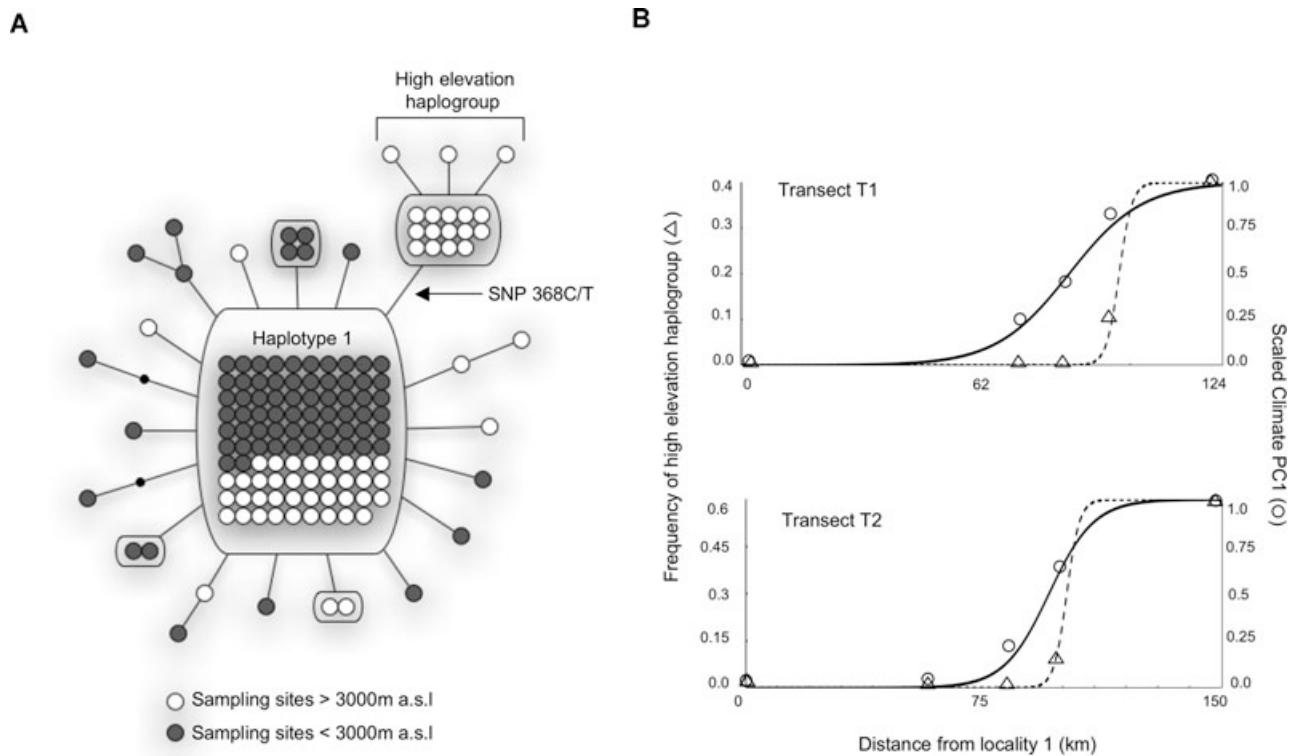 A
High elevation
haplogroup
SNP 368C/T
Haplotype 1
Sampling sites > 3000m a.s.l
Sampling sites < 3000m a.s.l
B
Frequency of high elevation haplogroup (△)
Transect T1
0.4
0.3
0.2
0.1
0.0
1.0
0.75
0.5
0.25
0.0
0
62
124
Transect T2
0.6
0.45
0.3
0.15
0.0
1.0
0.75
0.5
0.25
0.0
0
75
150
Scaled Climate PC1 (○)
Distance from locality 1 (km)